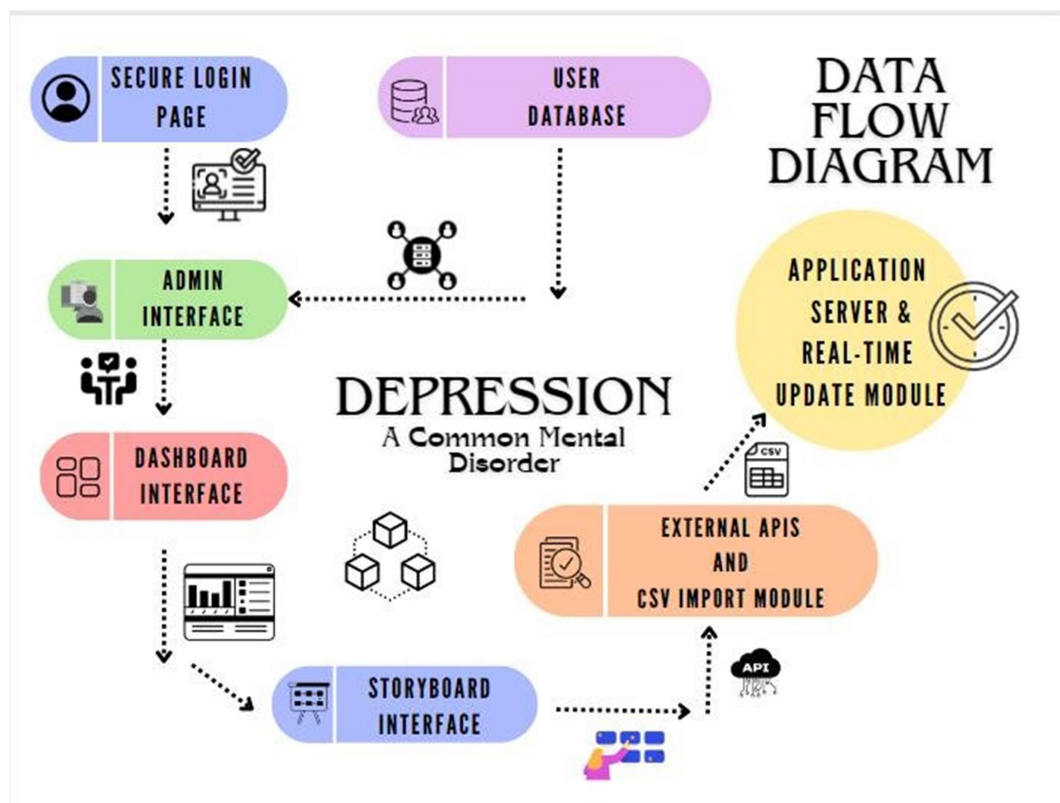 SECURE LOGIN
PAGE
USER
DATABASE
DATA
FLOW
DIAGRAM
ADMIN
INTERFACE
APPLICATION
SERVER &
REAL-TIME
UPDATE MODULE
DEPRESSION
A Common Mental
Disorder
DASHBOARD
INTERFACE
CSV
EXTERNAL APIS
AND
CSV IMPORT MODULE
API
STORYBOARD
INTERFACE